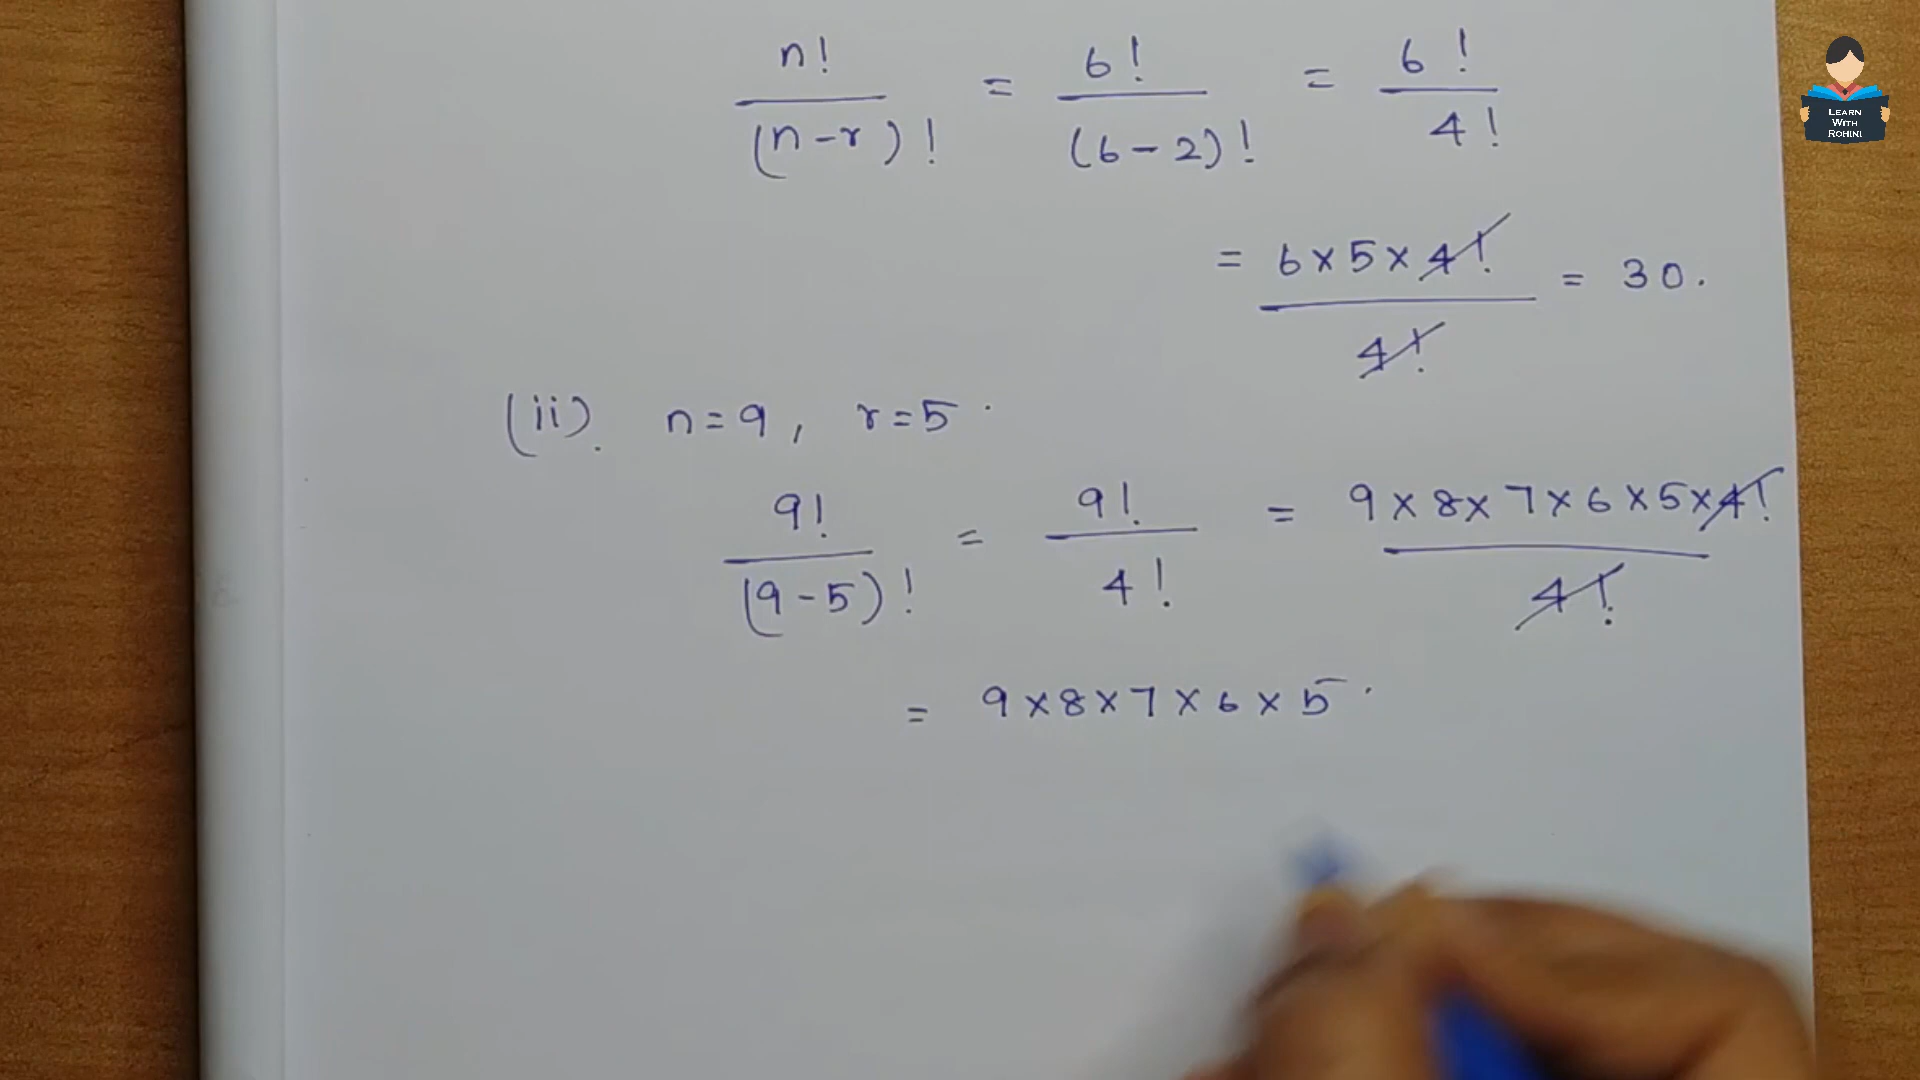 n! / (n-r)! = 6! / (6-2)! = 6! / 4!
= 6×5×4! / 4! = 30.
(ii). n=9, r=5.
9! / (9-5)! = 9! / 4! = 9×8×7×6×5×4! / 4!
= 9×8×7×6×5.
LEARN
WITH
ROHINI